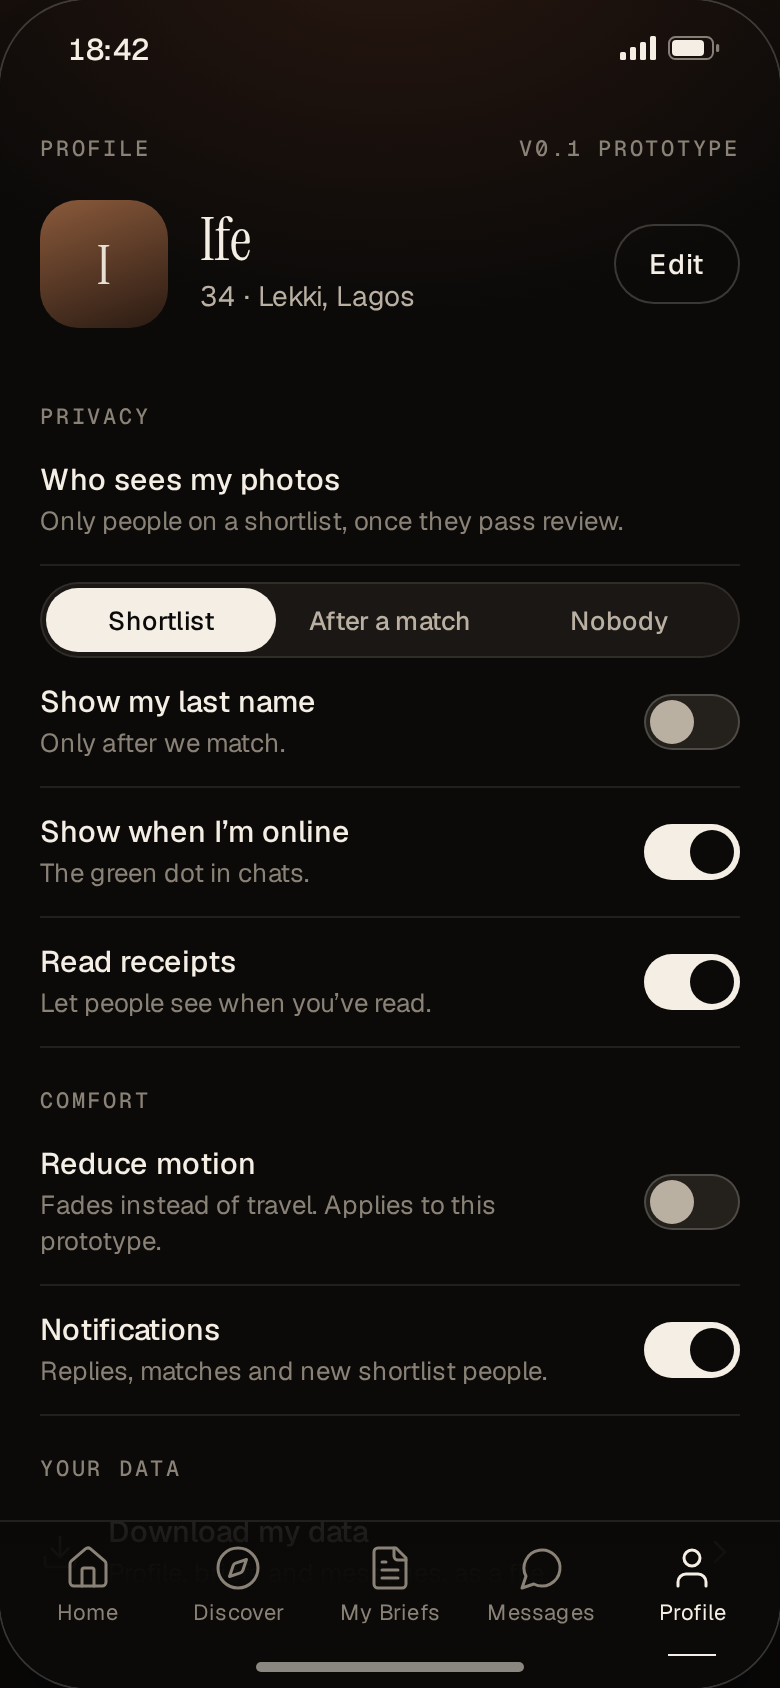 18:42
PROFILE V0.1 PROTOTYPE
I
Ife
34 · Lekki, Lagos
Edit
PRIVACY
Who sees my photos
Only people on a shortlist, once they pass review.
Shortlist After a match Nobody
Show my last name
Only after we match.
Show when I’m online
The green dot in chats.
Read receipts
Let people see when you’ve read.
COMFORT
Reduce motion
Fades instead of travel. Applies to this
prototype.
Notifications
Replies, matches and new shortlist people.
YOUR DATA
Download my data
Home Discover My Briefs Messages Profile